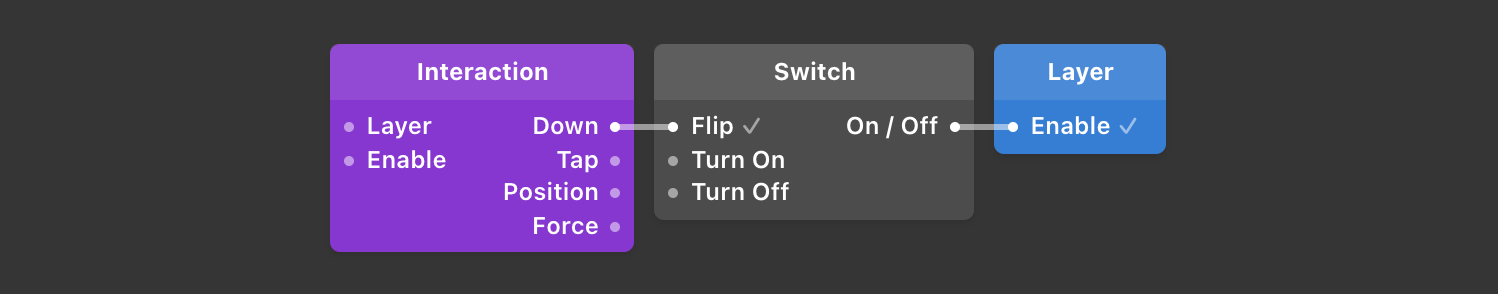 Interaction
Layer Down
Enable Tap
Position
Force
Switch
Flip ✓ On / Off
Turn On
Turn Off
Layer
Enable ✓